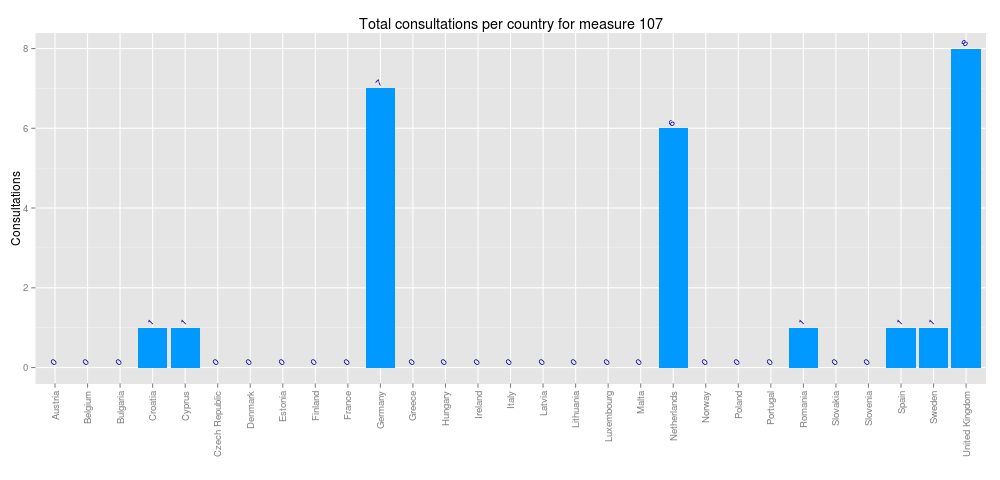 Total consultations per country for measure 107
Consultations
8
6
4
2
0
0 0 0 1 1 0 0 0 0 0 7 0 0 0 0 0 0 0 0 6 0 0 0 1 0 0 1 1 8
Austria
Belgium
Bulgaria
Croatia
Cyprus
Czech Republic
Denmark
Estonia
Finland
France
Germany
Greece
Hungary
Ireland
Italy
Latvia
Lithuania
Luxembourg
Malta
Netherlands
Norway
Poland
Portugal
Romania
Slovakia
Slovenia
Spain
Sweden
United Kingdom